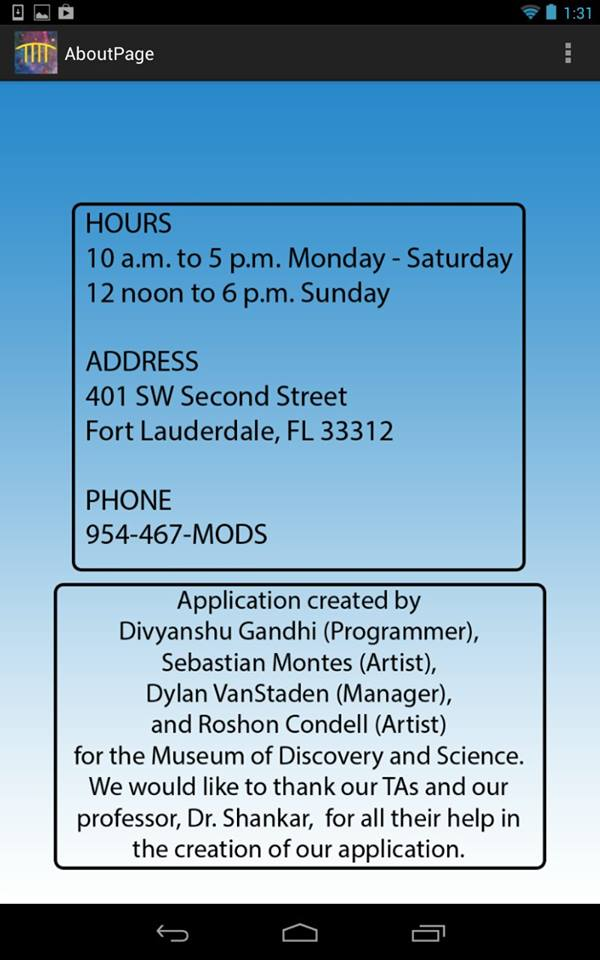 1:31
AboutPage
HOURS
10 a.m. to 5 p.m. Monday - Saturday
12 noon to 6 p.m. Sunday
ADDRESS
401 SW Second Street
Fort Lauderdale, FL 33312
PHONE
954-467-MODS
Application created by
Divyanshu Gandhi (Programmer),
Sebastian Montes (Artist),
Dylan VanStaden (Manager),
and Roshon Condell (Artist)
for the Museum of Discovery and Science.
We would like to thank our TAs and our
professor, Dr. Shankar,  for all their help in
the creation of our application.